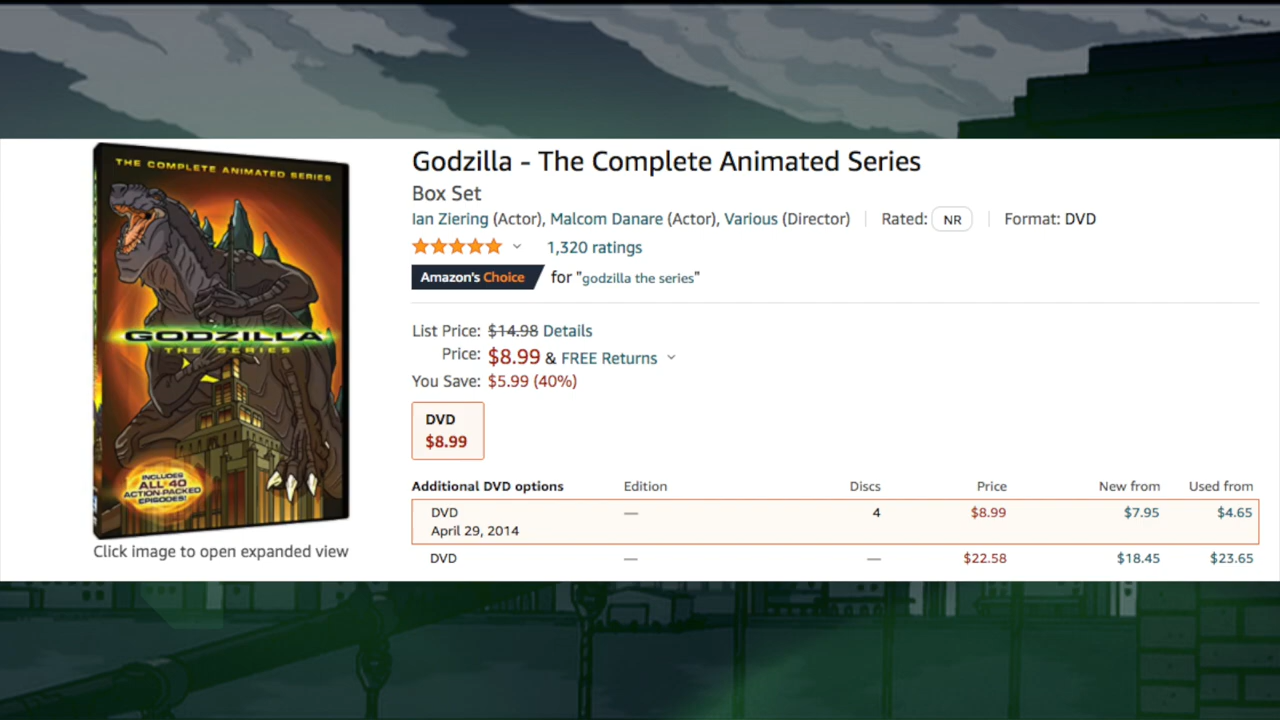 THE COMPLETE ANIMATED SERIES
GODZILLA
THE SERIES
INCLUDES
ALL 40
ACTION-PACKED
EPISODES!
Click image to open expanded view
Godzilla - The Complete Animated Series
Box Set
Ian Ziering (Actor), Malcom Danare (Actor), Various (Director) Rated: NR Format: DVD
1,320 ratings
Amazon's Choice for "godzilla the series"
List Price: $14.98 Details
Price: $8.99 & FREE Returns
You Save: $5.99 (40%)
DVD
$8.99
Additional DVD options Edition Discs Price New from Used from
DVD — 4 $8.99 $7.95 $4.65
April 29, 2014
DVD — — $22.58 $18.45 $23.65